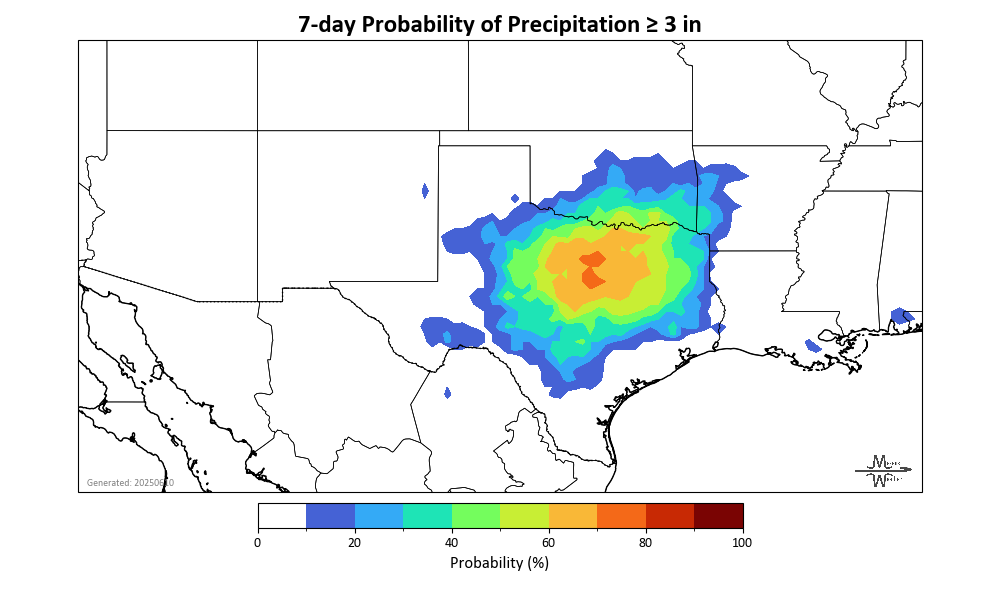 7-day Probability of Precipitation ≥ 3 in
Generated: 20250610
0 20 40 60 80 100
Probability (%)